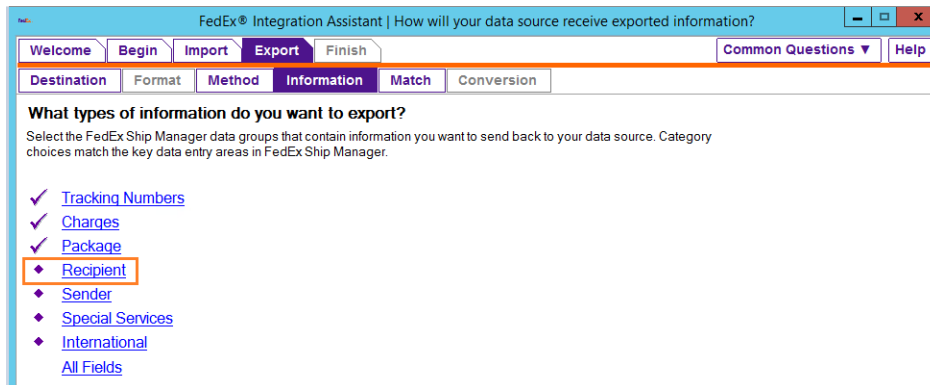 FedEx
FedEx® Integration Assistant | How will your data source receive exported information?
Welcome Begin Import Export Finish Common Questions ▼ Help
Destination Format Method Information Match Conversion
What types of information do you want to export?
Select the FedEx Ship Manager data groups that contain information you want to send back to your data source. Category
choices match the key data entry areas in FedEx Ship Manager.
Tracking Numbers
Charges
Package
Recipient
Sender
Special Services
International
All Fields